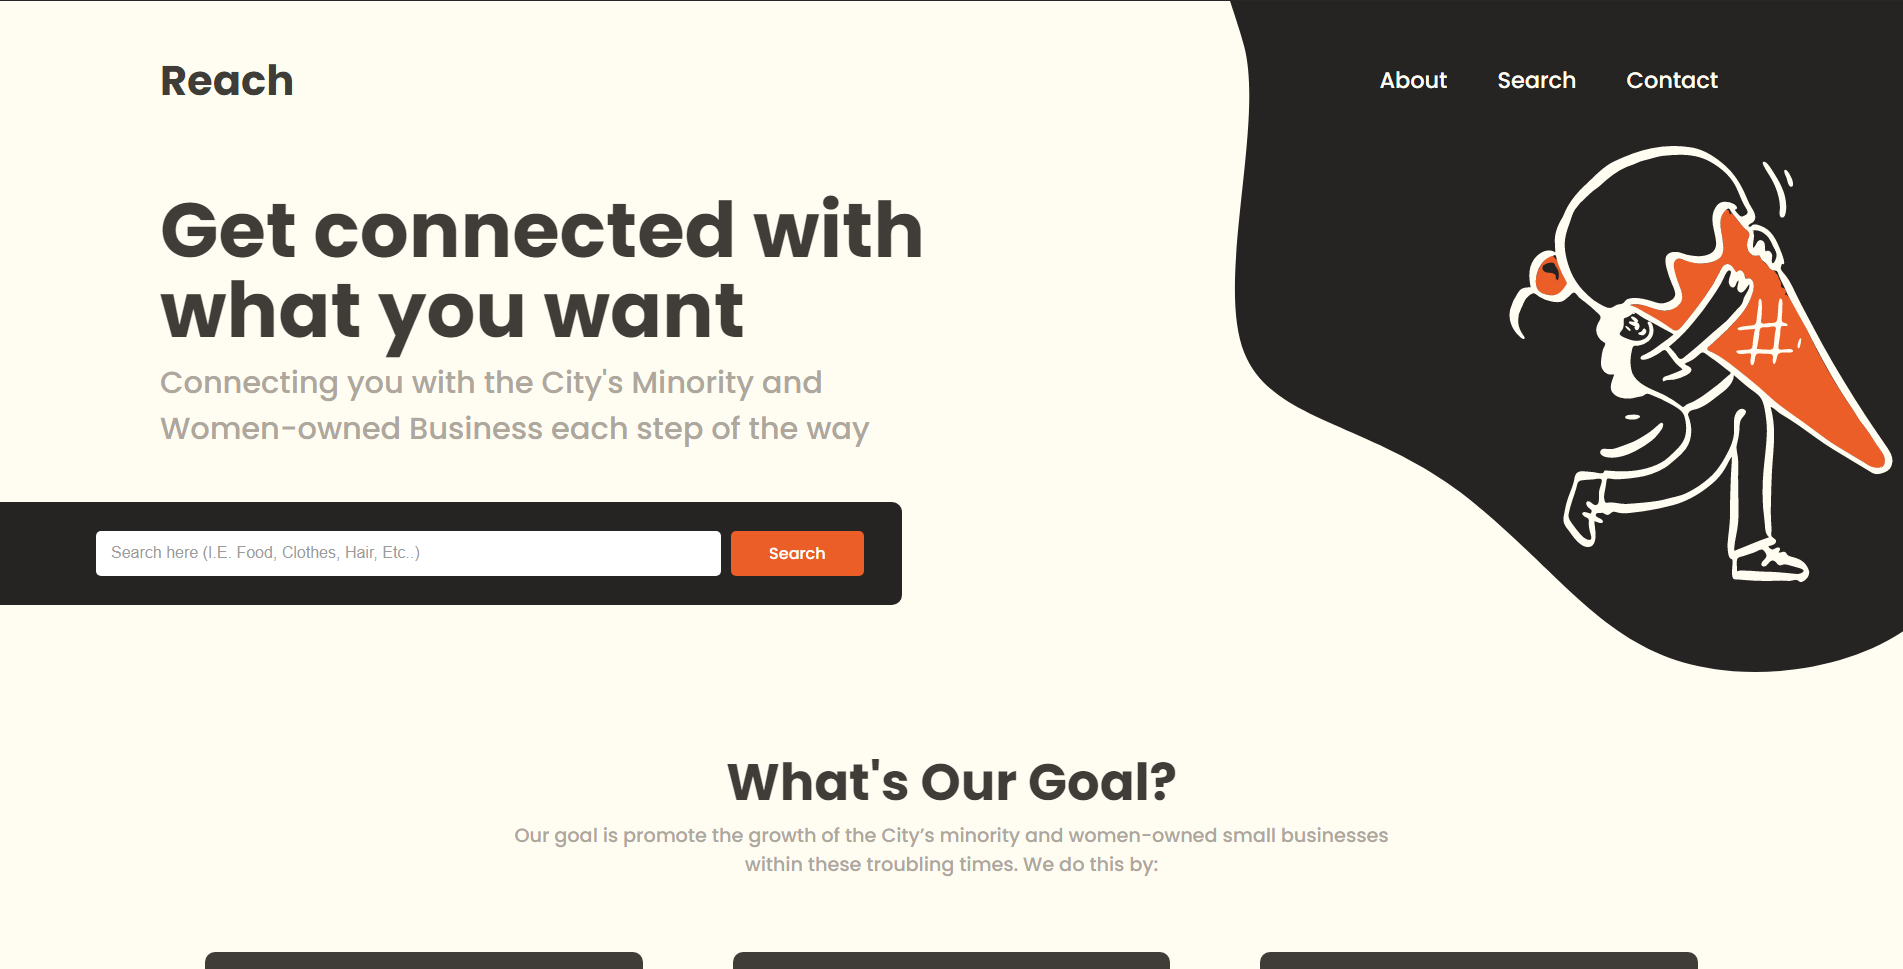 Reach
About
Search
Contact
Get connected with
what you want
Connecting you with the City's Minority and
Women-owned Business each step of the way
Search here (I.E. Food, Clothes, Hair, Etc..)
Search
#
What's Our Goal?
Our goal is promote the growth of the City’s minority and women-owned small businesses
within these troubling times. We do this by: